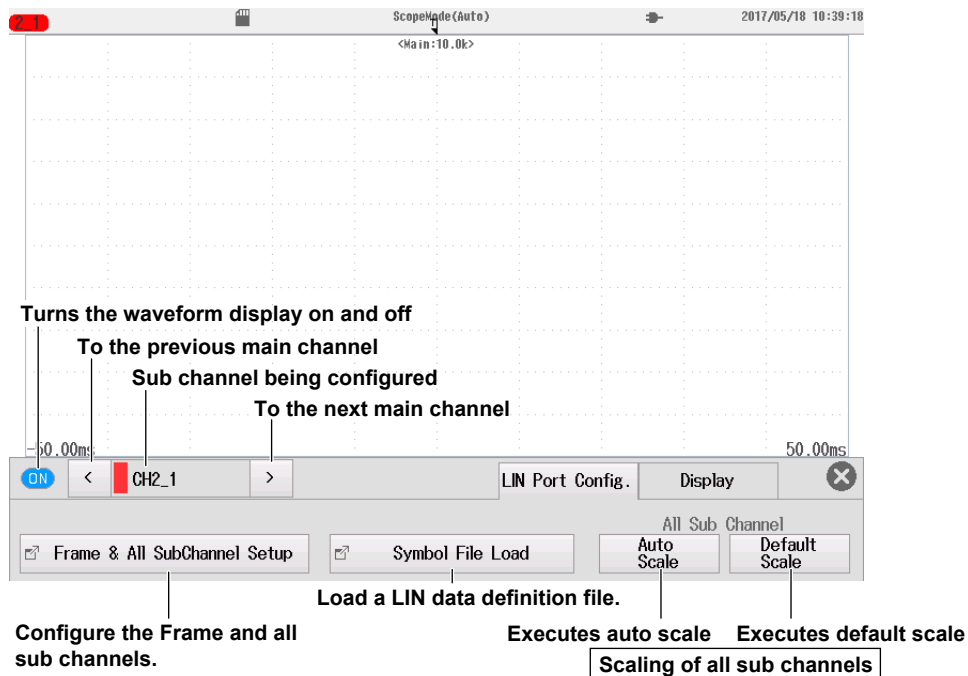 2_1 ScopeMode(Auto) 2017/05/18 10:39:18
<Main:10.0k>
Turns the waveform display on and off
To the previous main channel
Sub channel being configured
To the next main channel
-50.00ms 50.00ms
ON < CH2_1 > LIN Port Config. Display
All Sub Channel
Frame & All SubChannel Setup Symbol File Load Auto Scale Default Scale
Load a LIN data definition file.
Configure the Frame and all sub channels.
Executes auto scale Executes default scale
Scaling of all sub channels